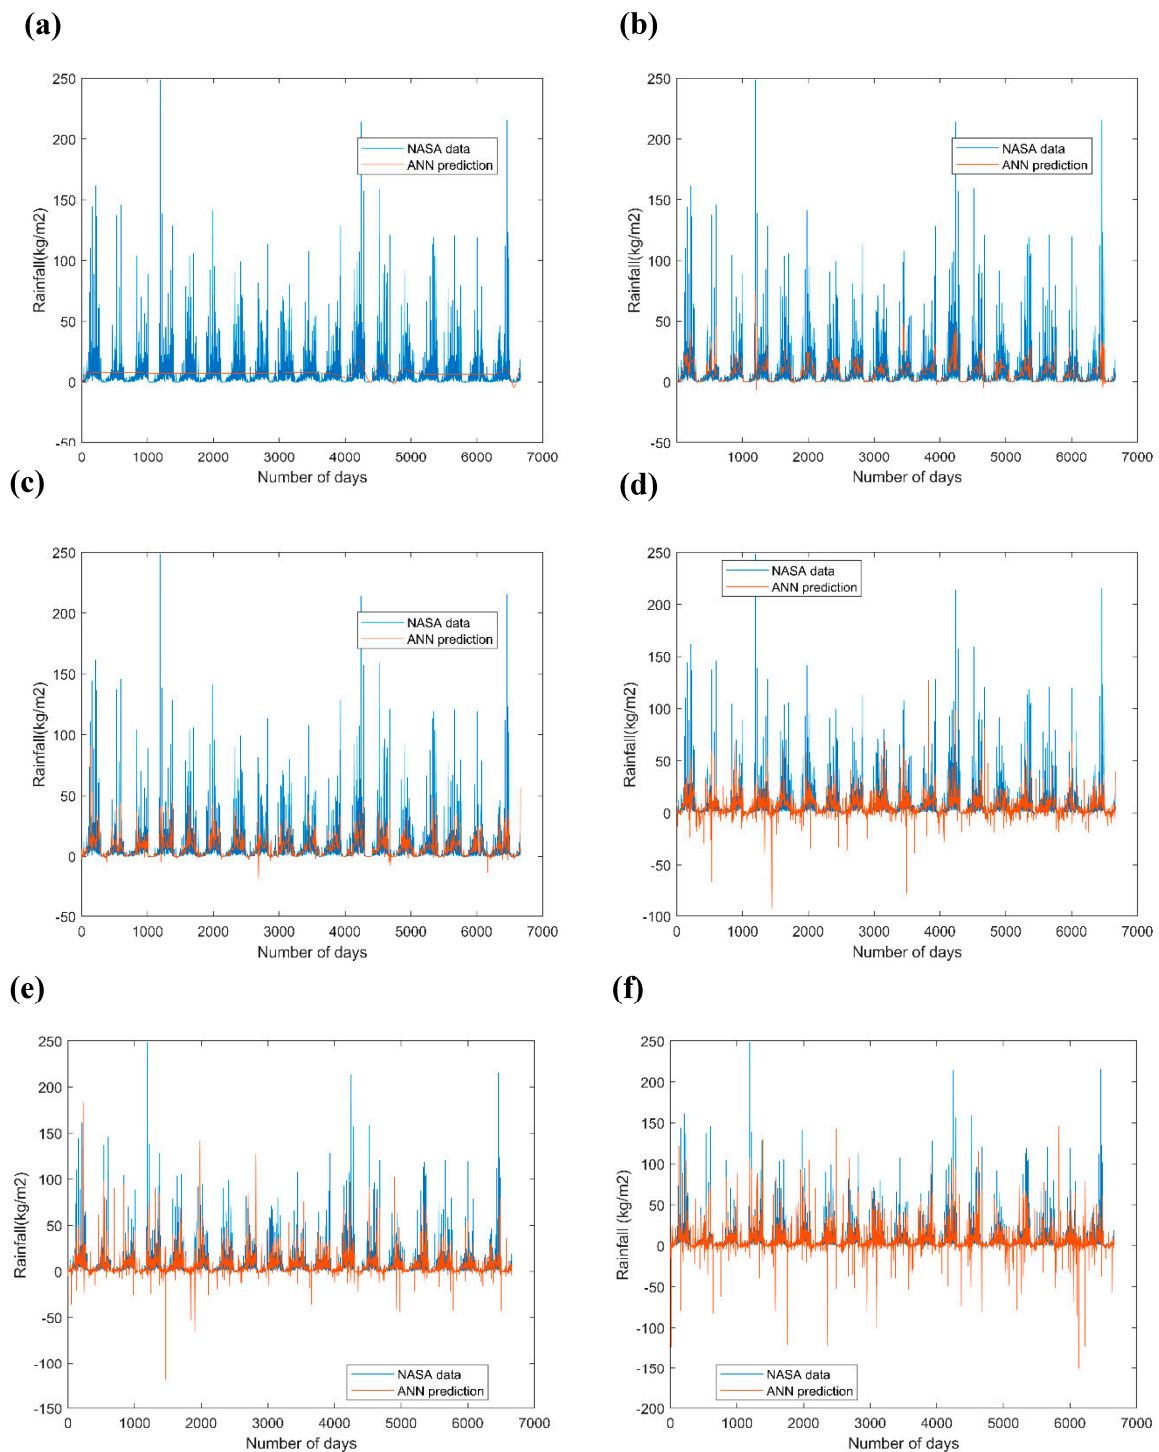 (a)
(b)
250
200
150
100
50
0
-50
0 1000 2000 3000 4000 5000 6000 7000
Number of days
Rainfall(kg/m2)
NASA data
ANN prediction
250
200
150
100
50
0
-50
0 1000 2000 3000 4000 5000 6000 7000
Number of days
Rainfall(kg/m2)
NASA data
ANN prediction
(c)
(d)
250
200
150
100
50
0
-50
0 1000 2000 3000 4000 5000 6000 7000
Number of days
Rainfall(kg/m2)
NASA data
ANN prediction
250
200
150
100
50
0
-50
-100
0 1000 2000 3000 4000 5000 6000 7000
Number of days
Rainfall(kg/m2)
NASA data
ANN prediction
(e)
(f)
250
200
150
100
50
0
-50
-100
-150
0 1000 2000 3000 4000 5000 6000 7000
Number of days
Rainfall(kg/m2)
NASA data
ANN prediction
250
200
150
100
50
0
-50
-100
-150
-200
0 1000 2000 3000 4000 5000 6000 7000
Number of days
Rainfall (kg/m2)
NASA data
ANN prediction